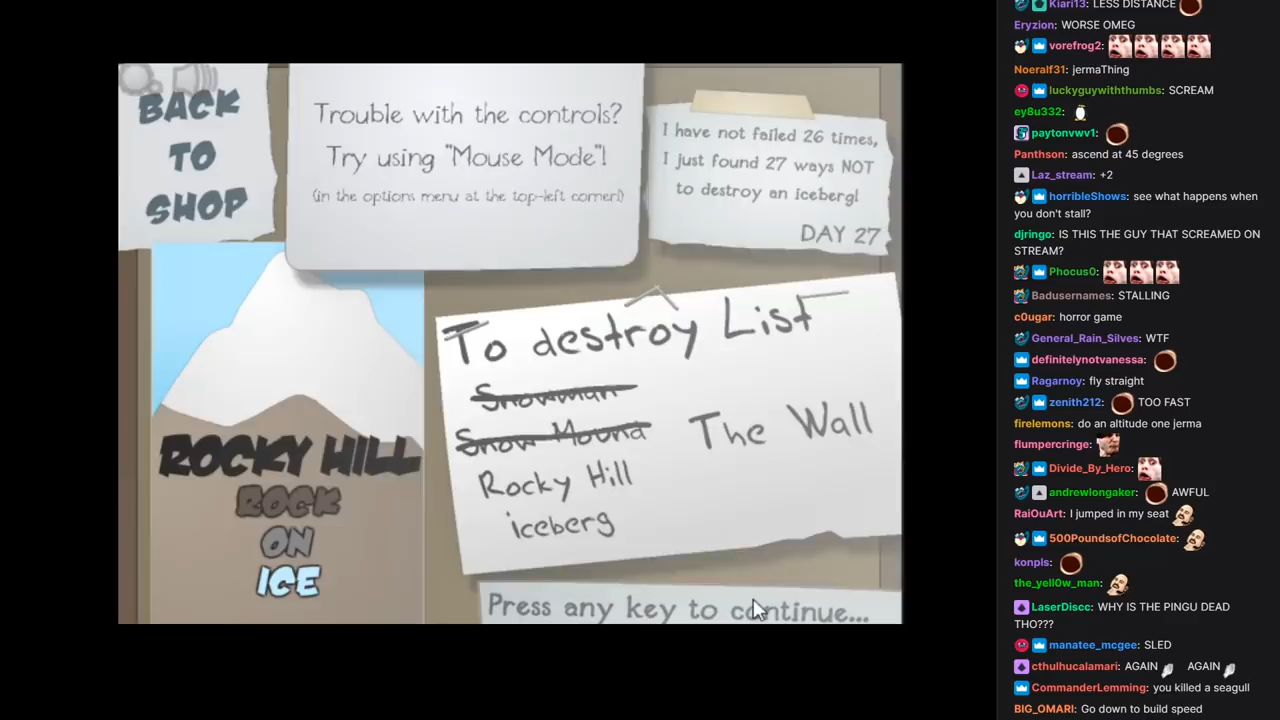 BACK
TO
SHOP
Trouble with the controls?
Try using "Mouse Mode"!
(in the options menu at the top-left corner!)
I have not failed 26 times,
I just found 27 ways NOT
to destroy an iceberg!
DAY 27
To destroy List
Snowman
Snow Mound
Rocky Hill
iceberg
The Wall
ROCKY HILL
ROCK
ON
ICE
Press any key to continue...
Kiari13: LESS DISTANCE
Eryzion: WORSE OMEG
vorefrog2:
Noeralf31: jermaThing
luckyguywiththumbs: SCREAM
ey8u332:
paytonvwv1:
Panthson: ascend at 45 degrees
Laz_stream: +2
horribleShows: see what happens when
you don't stall?
djringo: IS THIS THE GUY THAT SCREAMED ON
STREAM?
Phocus0:
Badusernames: STALLING
c0ugar: horror game
General_Rain_Silves: WTF
definitelynotvanessa:
Ragarnoy: fly straight
zenith212: TOO FAST
firelemons: do an altitude one jerma
flumpercringe:
Divide_By_Hero:
andrewlongaker: AWFUL
RaiOuArt: I jumped in my seat
500PoundsofChocolate:
konpls:
the_yell0w_man:
LaserDiscc: WHY IS THE PINGU DEAD
THO???
manatee_mcgee: SLED
cthulhucalamari: AGAIN AGAIN
CommanderLemming: you killed a seagull
BIG_OMARI: Go down to build speed